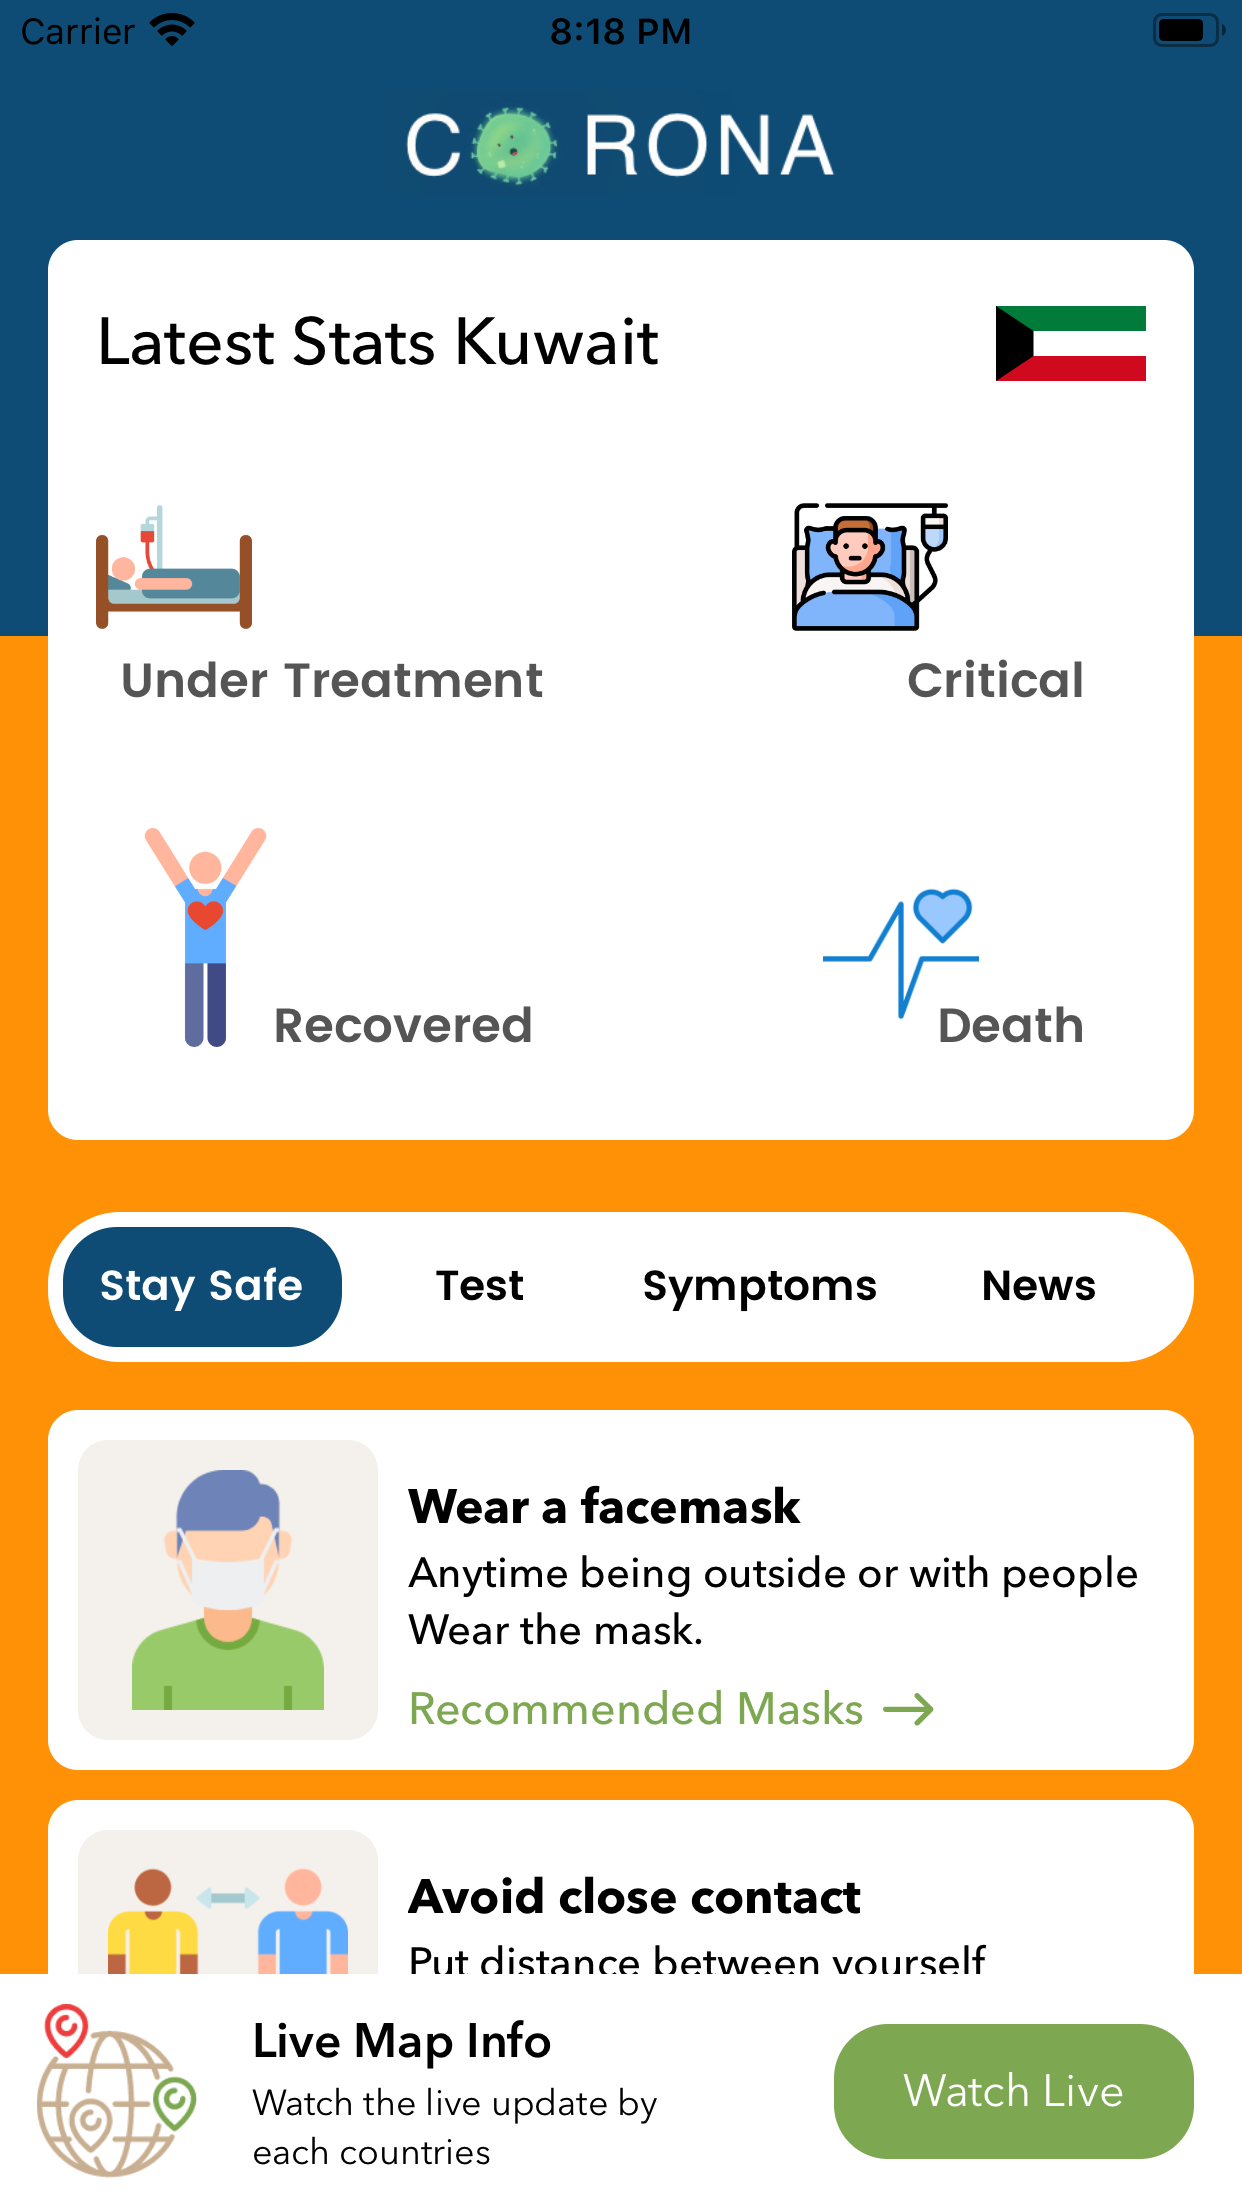 Carrier 8:18 PM
CORONA
Latest Stats Kuwait
Under Treatment Critical
Recovered Death
Stay Safe Test Symptoms News
Wear a facemask
Anytime being outside or with people
Wear the mask.
Recommended Masks →
Avoid close contact
Put distance between yourself
Live Map Info
Watch the live update by
each countries
Watch Live